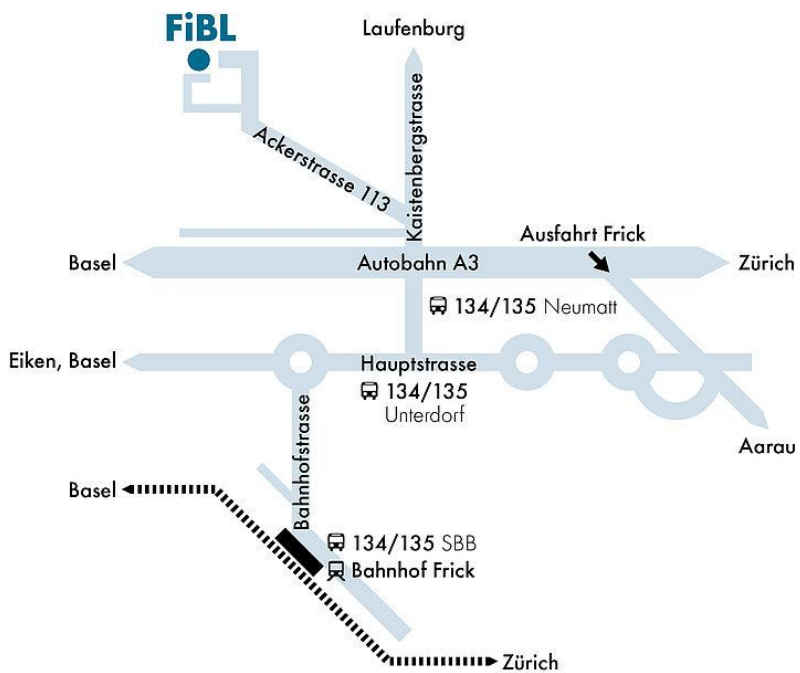 FiBL
Laufenburg
Kaistenbergstrasse
Ackerstrasse 113
Ausfahrt Frick
Basel
Autobahn A3
Zürich
134/135 Neumatt
Eiken, Basel
Hauptstrasse
134/135
Unterdorf
Bahnhofstrasse
Aarau
Basel
134/135 SBB
Bahnhof Frick
Zürich